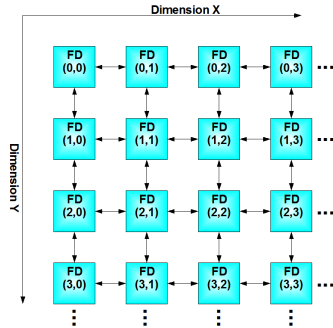 Dimension X
FD FD FD FD
(0,0) (0,1) (0,2) (0,3) ...
FD FD FD FD
(1,0) (1,1) (1,2) (1,3) ...
Dimension Y
FD FD FD FD
(2,0) (2,1) (2,2) (2,3) ...
FD FD FD FD
(3,0) (3,1) (3,2) (3,3) ...